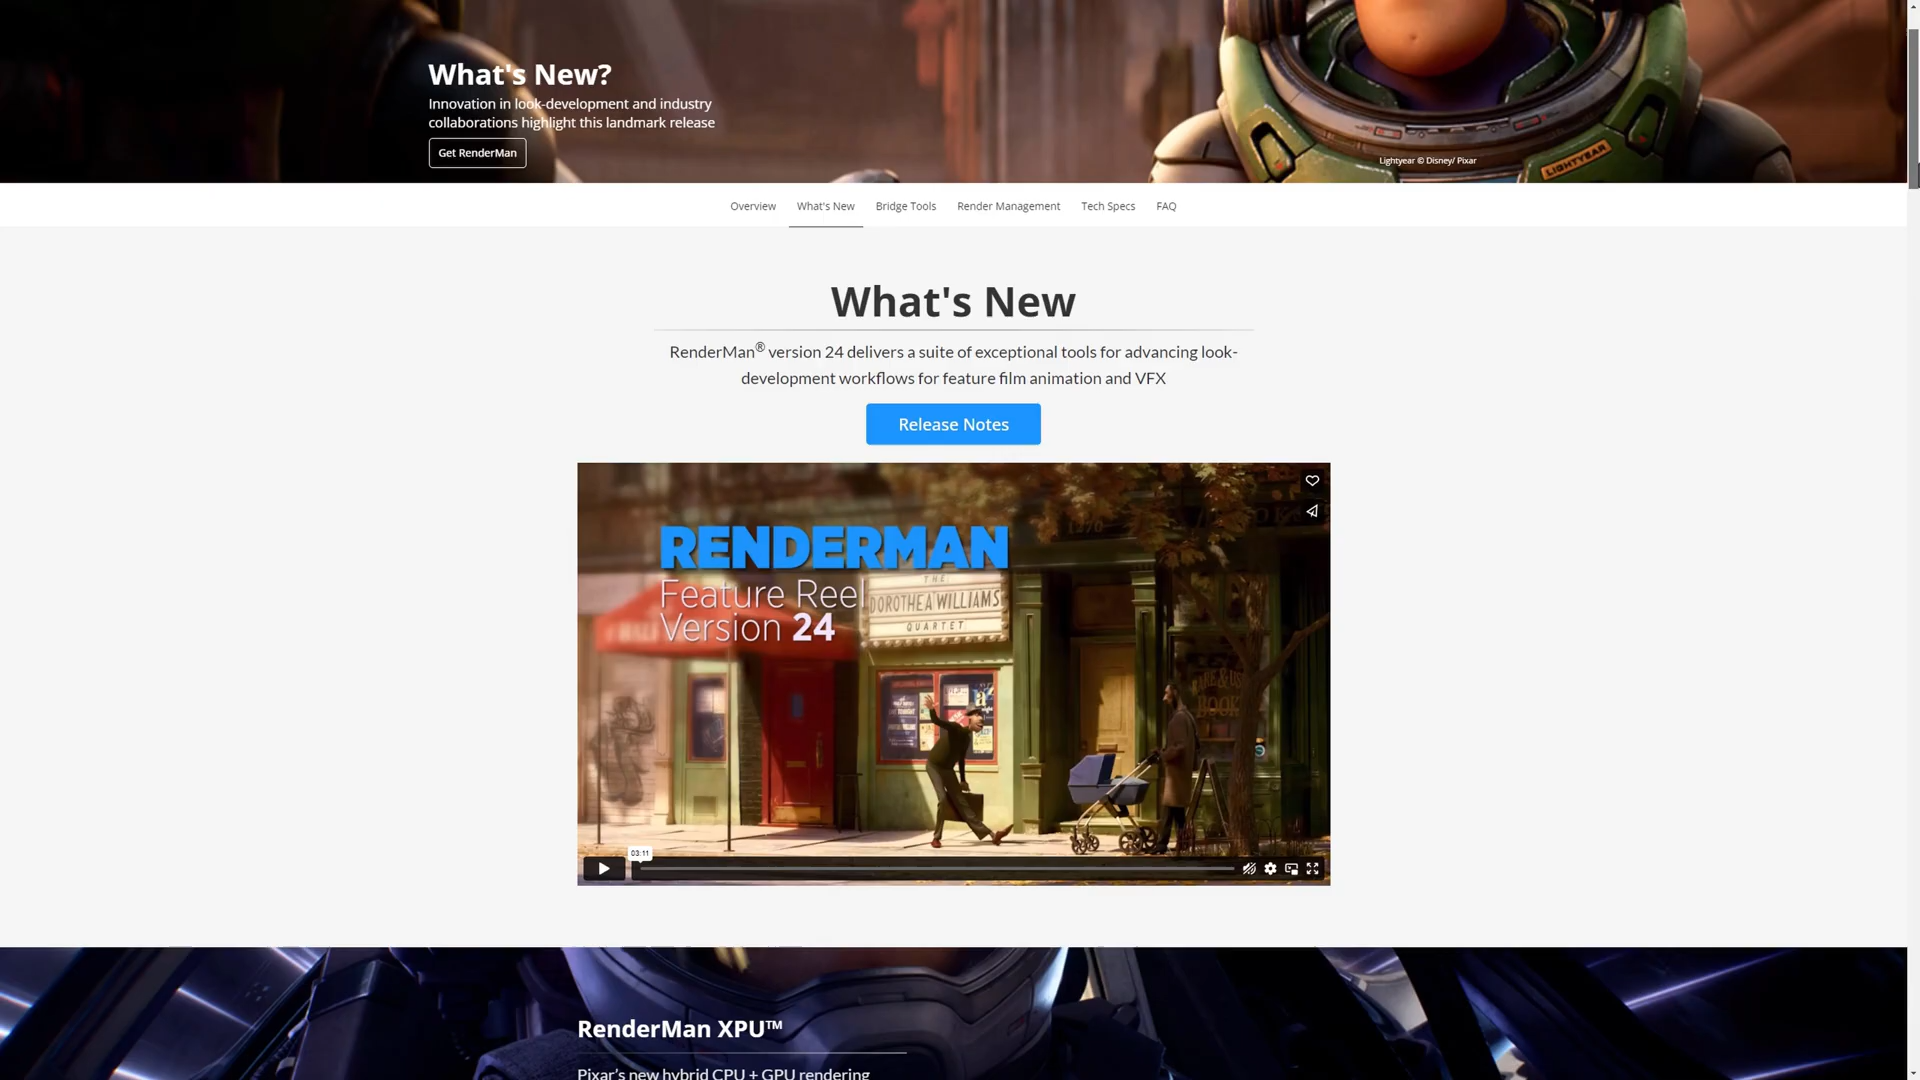 What's New?
Innovation in look-development and industry
collaborations highlight this landmark release
Get RenderMan
Lightyear © Disney/ Pixar
LIGHTYEAR
Overview
What's New
Bridge Tools
Render Management
Tech Specs
FAQ
What's New
RenderMan® version 24 delivers a suite of exceptional tools for advancing look-
development workflows for feature film animation and VFX
Release Notes
RENDERMAN
Feature Reel
Version 24
1270
THE
DOROTHEA WILLIAMS
QUARTET
BOOK
03:11
RenderMan XPU™
Pixar's new hybrid CPU + GPU rendering